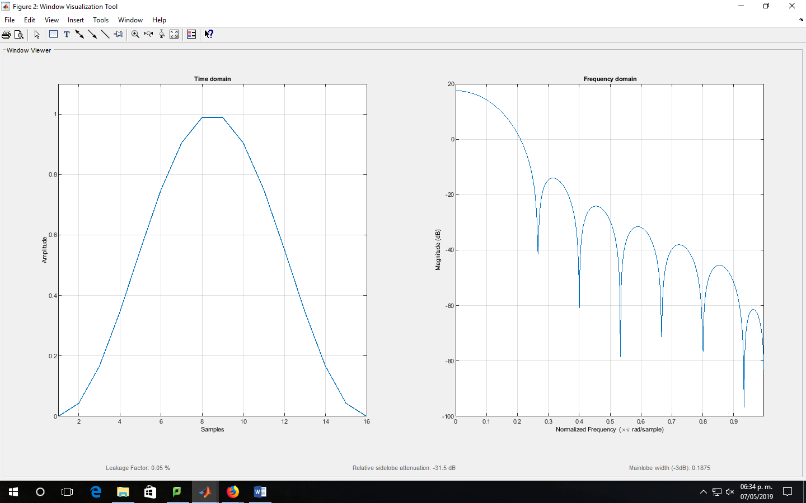 Figure 2: Window Visualization Tool
File Edit View Insert Tools Window Help
Window Viewer
Time domain
1
0.8
0.6
0.4
0.2
0
Amplitude
2 4 6 8 10 12 14 16
Samples
Frequency domain
20
0
-20
-40
-60
-80
-100
Magnitude (dB)
0 0.1 0.2 0.3 0.4 0.5 0.6 0.7 0.8 0.9
Normalized Frequency (×π rad/sample)
Leakage Factor: 0.05 %
Relative sidelobe attenuation: -31.5 dB
Mainlobe width (-3dB): 0.1875
06:34 p. m.
07/05/2019